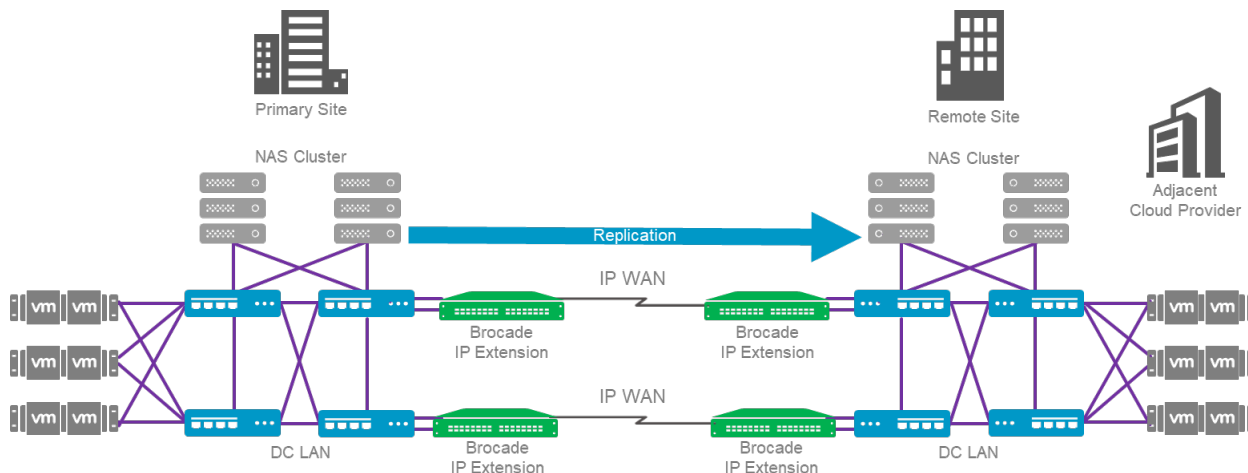 Primary Site
Remote Site
NAS Cluster
NAS Cluster
Adjacent
Cloud Provider
Replication
IP WAN
vm vm
vm vm
Brocade
IP Extension
Brocade
IP Extension
vm vm
vm vm
IP WAN
vm vm
vm vm
DC LAN
Brocade
IP Extension
Brocade
IP Extension
DC LAN